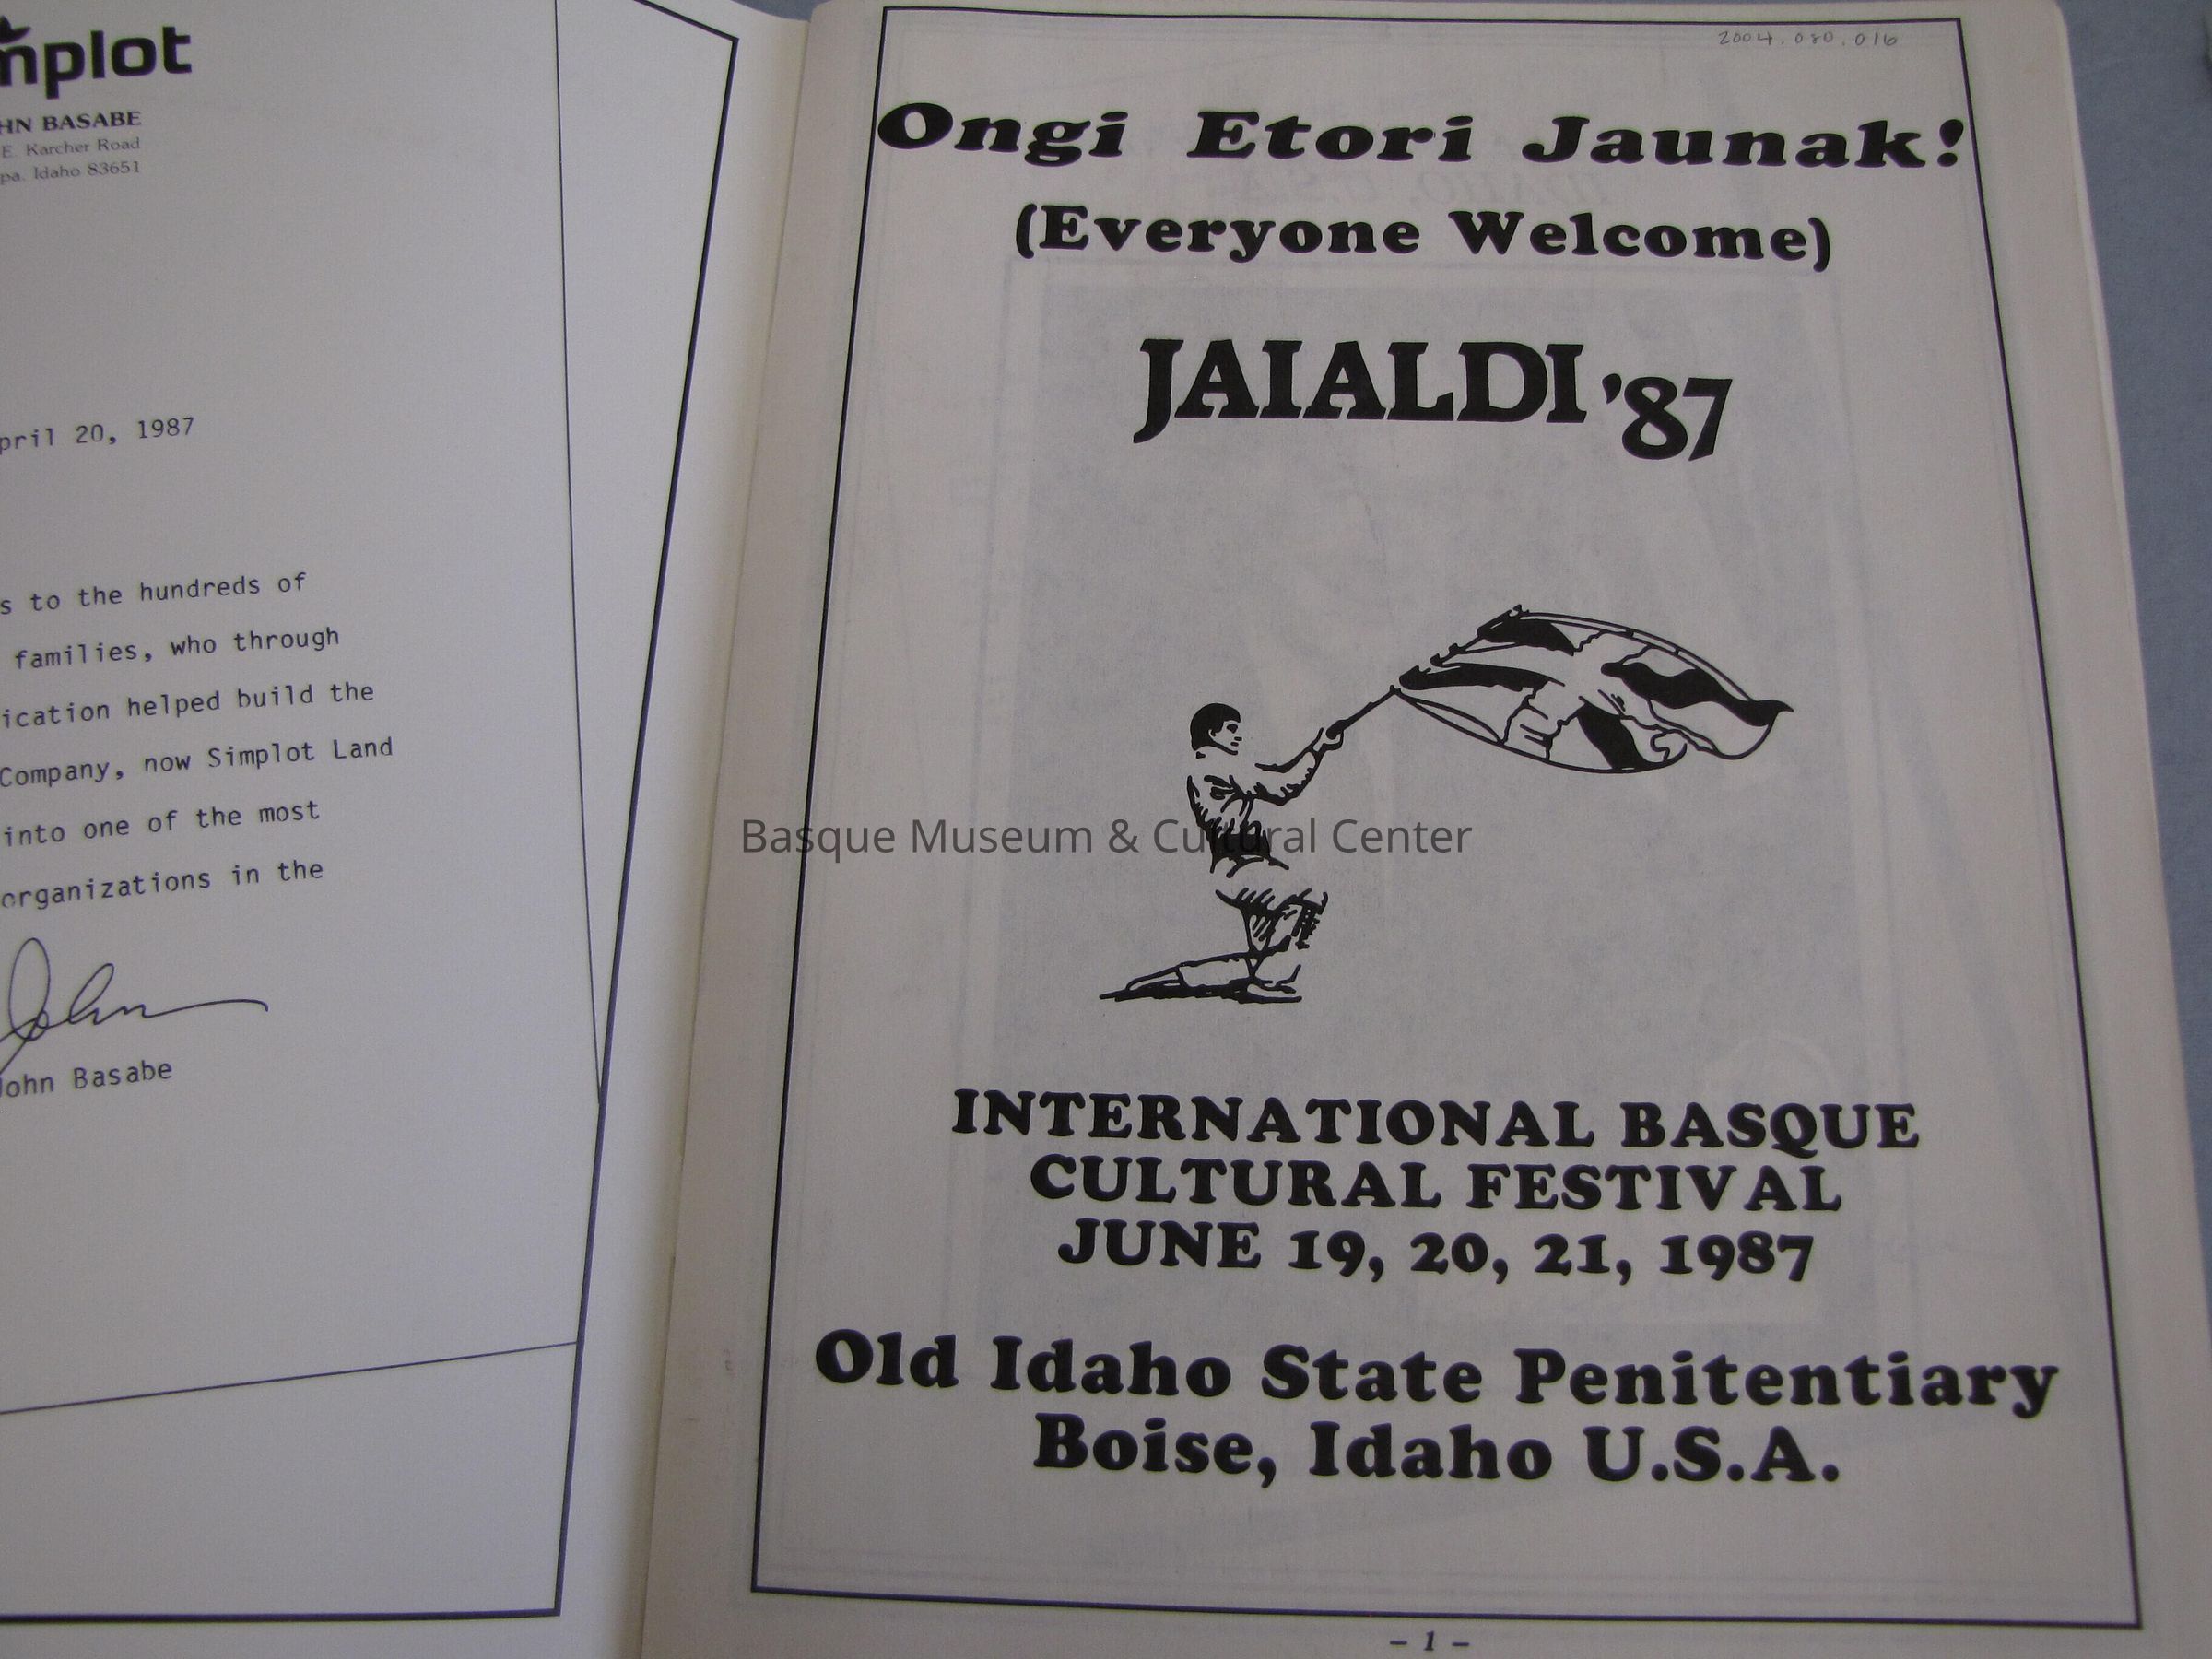 mplot
HN BASABE
E. Karcher Road
pa. Idaho 83651
pril 20, 1987
s to the hundreds of
families, who through
ication helped build the
Company, now Simplot Land
into one of the most
organizations in the
John
John Basabe
2004.080.016
Ongi Etori Jaunak!
(Everyone Welcome)
JAIALDI '87
Basque Museum & Cultural Center
INTERNATIONAL BASQUE
CULTURAL FESTIVAL
JUNE 19, 20, 21, 1987
Old Idaho State Penitentiary
Boise, Idaho U.S.A.
- 1 -